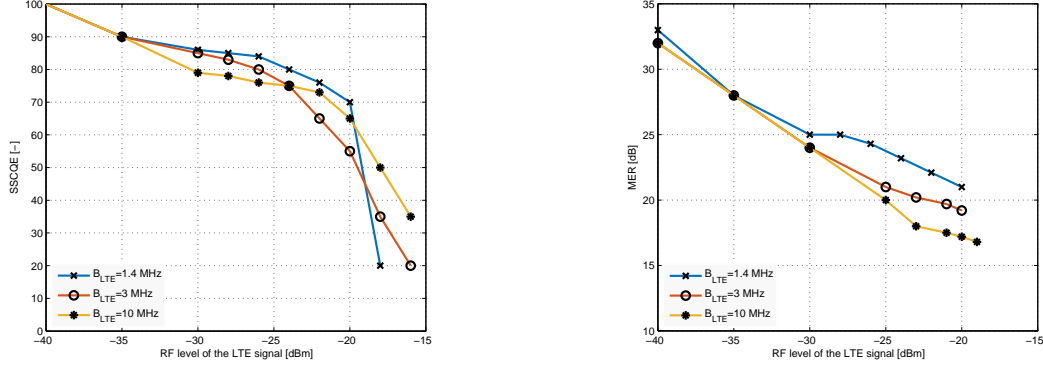 100
90
80
70
60
50
40
30
20
10
0
SSCQE [-]
B_LTE=1.4 MHz
B_LTE=3 MHz
B_LTE=10 MHz
−40 −35 −30 −25 −20 −15
RF level of the LTE signal [dBm]
35
30
25
20
15
10
MER [dB]
B_LTE=1.4 MHz
B_LTE=3 MHz
B_LTE=10 MHz
−40 −35 −30 −25 −20 −15
RF level of the LTE signal [dBm]